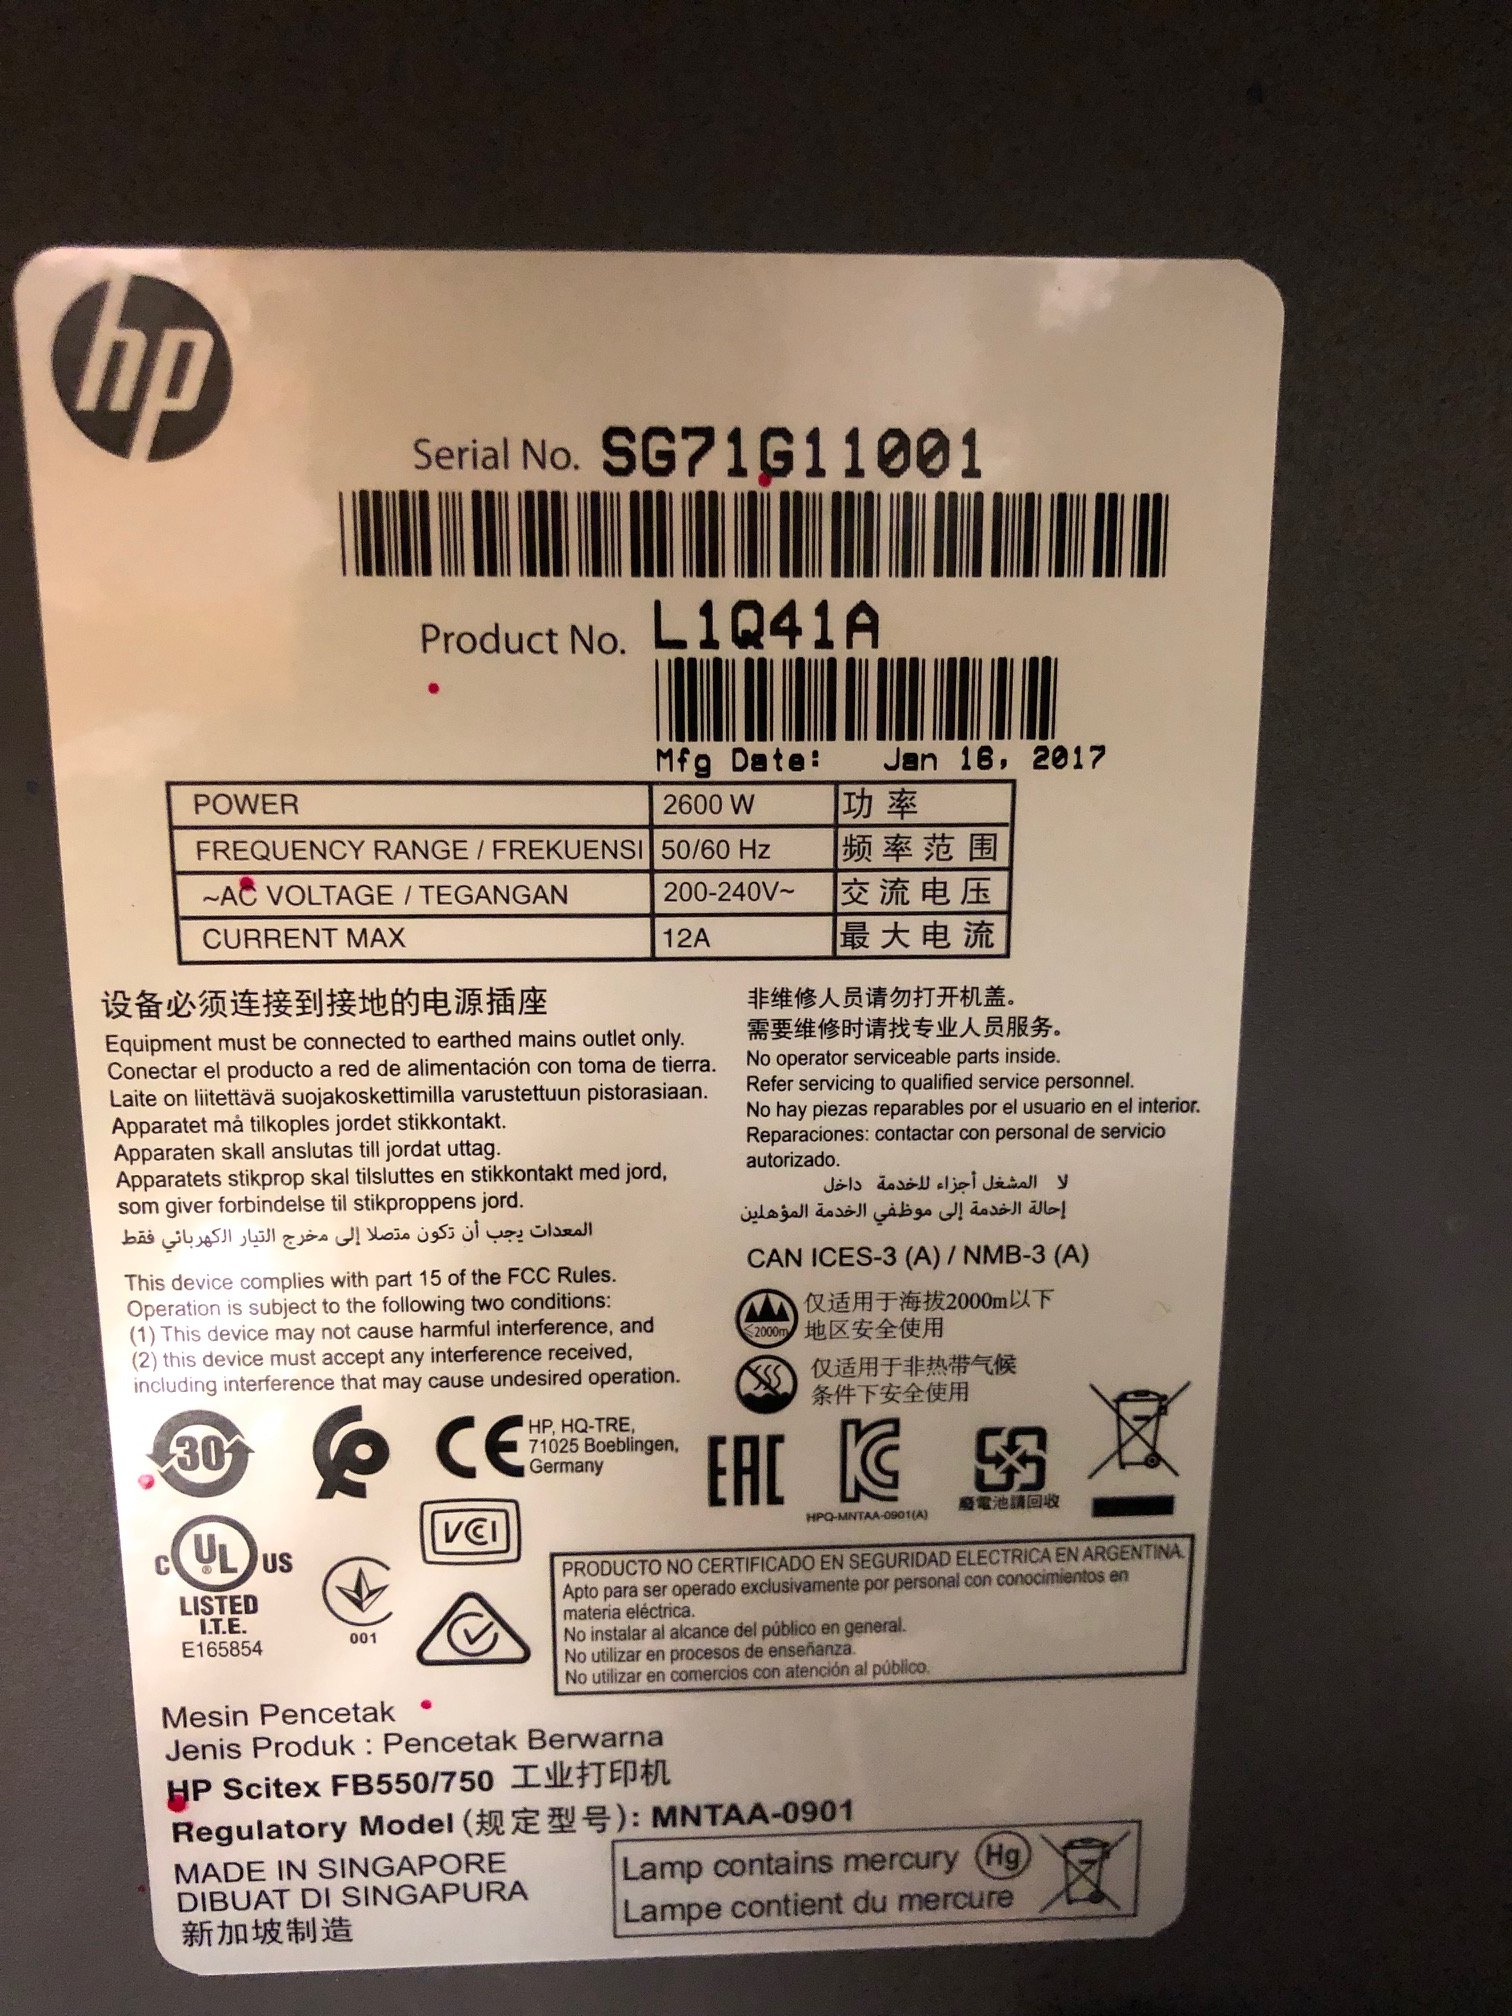 hp
Serial No. SG71G11001
Product No. L1Q41A
Mfg Date: Jan 16, 2017
POWER 2600 W 功率
FREQUENCY RANGE / FREKUENSI 50/60 Hz 频率范围
~AC VOLTAGE / TEGANGAN 200-240V~ 交流电压
CURRENT MAX 12A 最大电流
设备必须连接到接地的电源插座
Equipment must be connected to earthed mains outlet only.
Conectar el producto a red de alimentación con toma de tierra.
Laite on liitettävä suojakoskettimilla varustettuun pistorasiaan.
Apparatet må tilkoples jordet stikkontakt.
Apparaten skall anslutas till jordat uttag.
Apparatets stikprop skal tilsluttes en stikkontakt med jord,
som giver forbindelse til stikproppens jord.
المعدات يجب أن تكون متصلا إلى مخرج التيار الكهربائي فقط
This device complies with part 15 of the FCC Rules.
Operation is subject to the following two conditions:
(1) This device may not cause harmful interference, and
(2) this device must accept any interference received,
including interference that may cause undesired operation.
非维修人员请勿打开机盖。
需要维修时请找专业人员服务。
No operator serviceable parts inside.
Refer servicing to qualified service personnel.
No hay piezas reparables por el usuario en el interior.
Reparaciones: contactar con personal de servicio
autorizado.
لا المشغل أجزاء للخدمة داخل
إحالة الخدمة إلى موظفي الخدمة المؤهلين
CAN ICES-3 (A) / NMB-3 (A)
≤2000m 仅适用于海拔2000m以下
地区安全使用
仅适用于非热带气候
条件下安全使用
30
CE HP, HQ-TRE,
71025 Boeblingen,
Germany
EAC
KC
HPQ-MNTAA-0901(A)
廢電池請回收
C UL US
®
LISTED
I.T.E.
E165854
001
VCI
PRODUCTO NO CERTIFICADO EN SEGURIDAD ELECTRICA EN ARGENTINA.
Apto para ser operado exclusivamente por personal con conocimientos en
materia eléctrica.
No instalar al alcance del público en general.
No utilizar en procesos de enseñanza.
No utilizar en comercios con atención al público.
Mesin Pencetak
Jenis Produk : Pencetak Berwarna
HP Scitex FB550/750 工业打印机
Regulatory Model (规定型号): MNTAA-0901
MADE IN SINGAPORE
DIBUAT DI SINGAPURA
新加坡制造
Lamp contains mercury Hg
Lampe contient du mercure